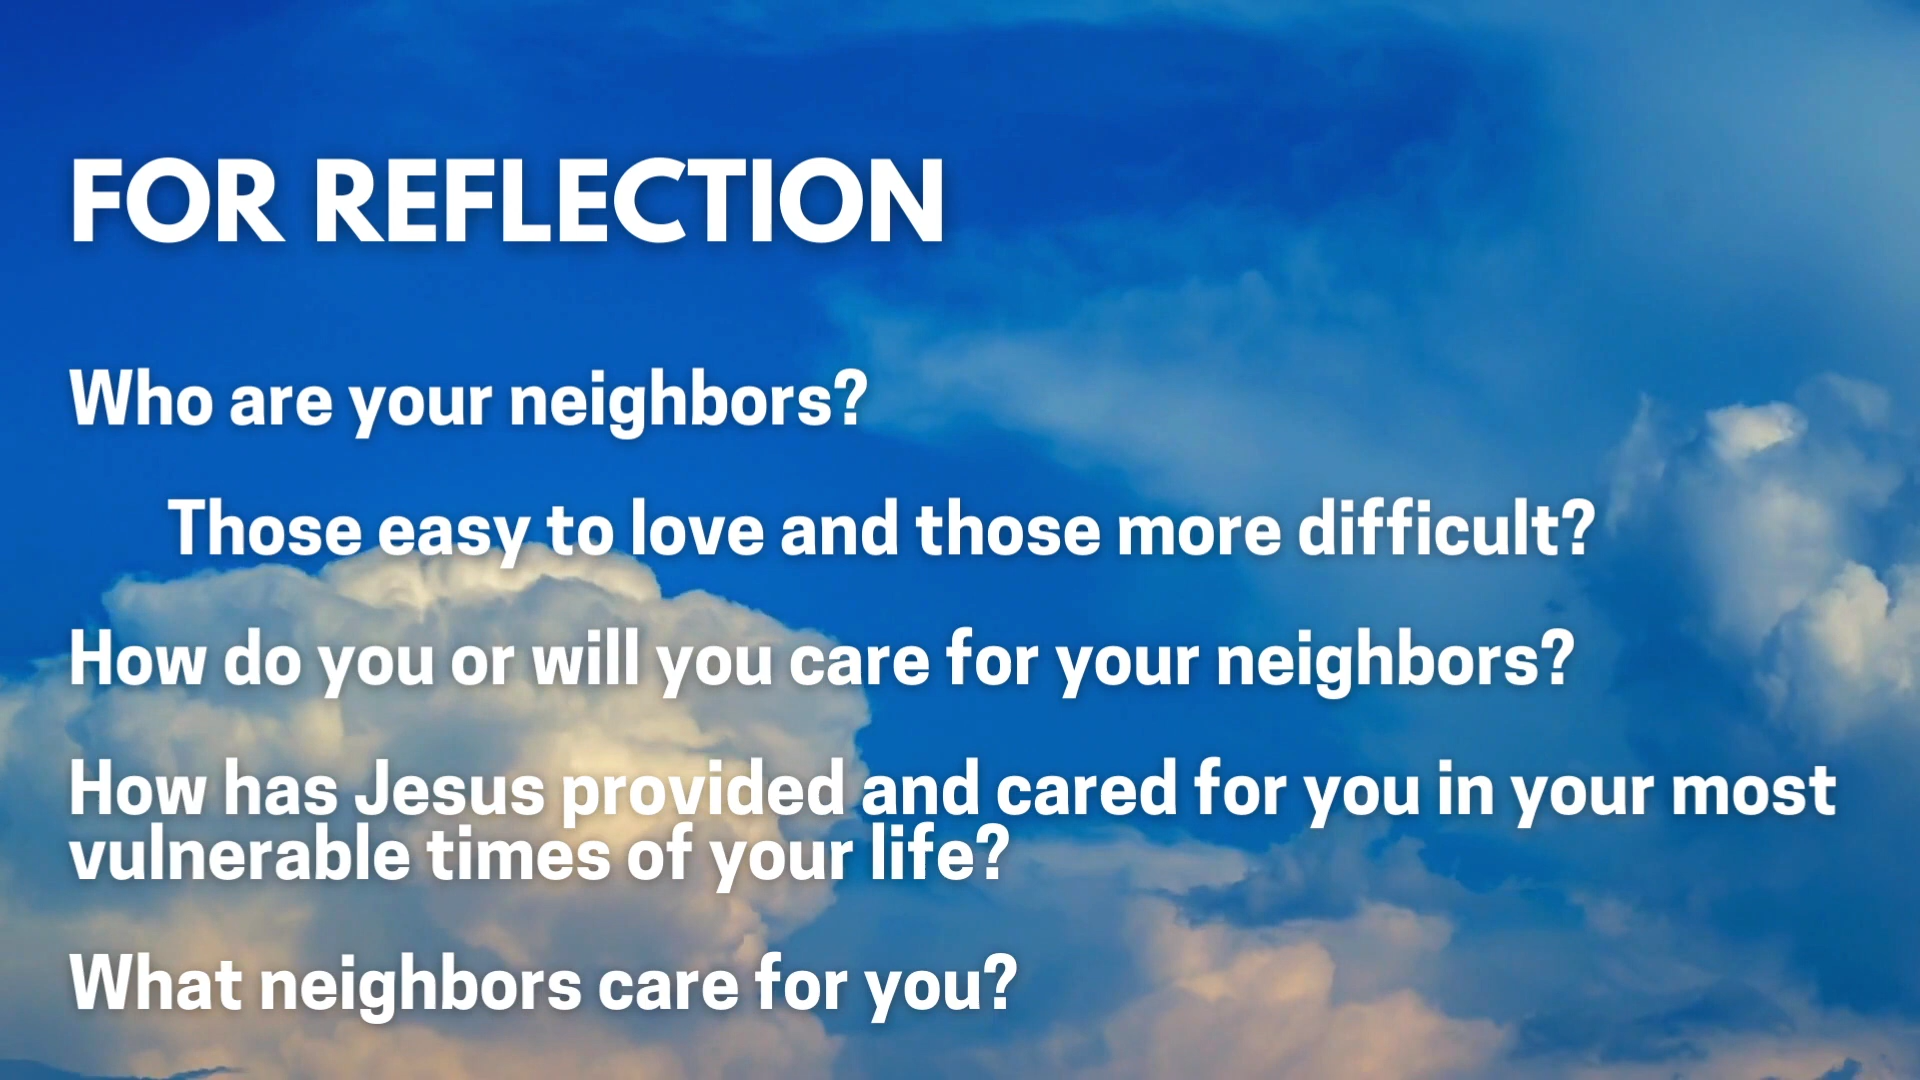 FOR REFLECTION
Who are your neighbors?
Those easy to love and those more difficult?
How do you or will you care for your neighbors?
How has Jesus provided and cared for you in your most
vulnerable times of your life?
What neighbors care for you?